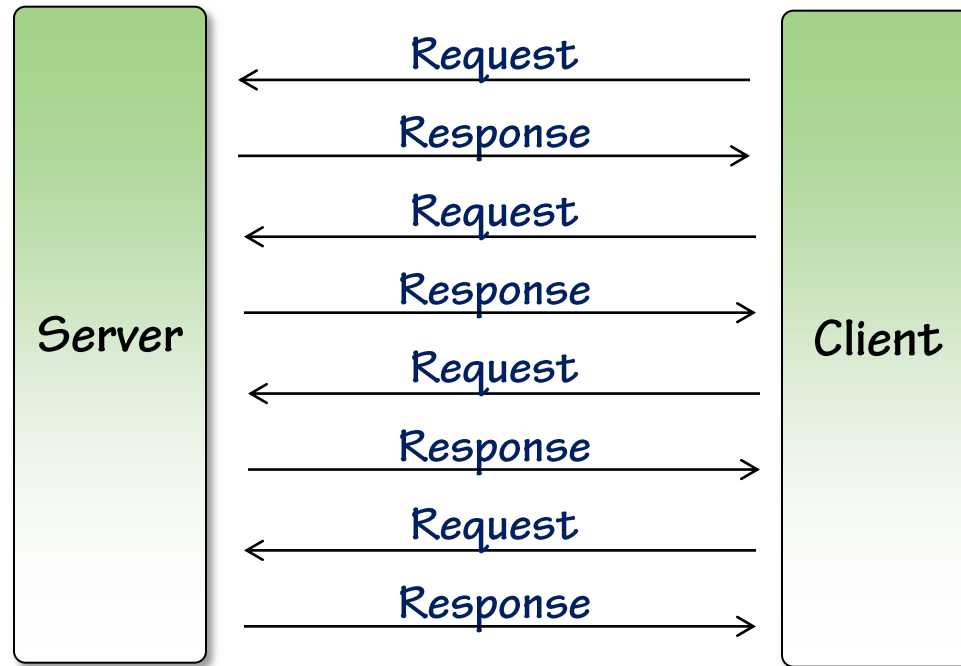 Request
Response
Request
Response
Server
Client
Request
Response
Request
Response